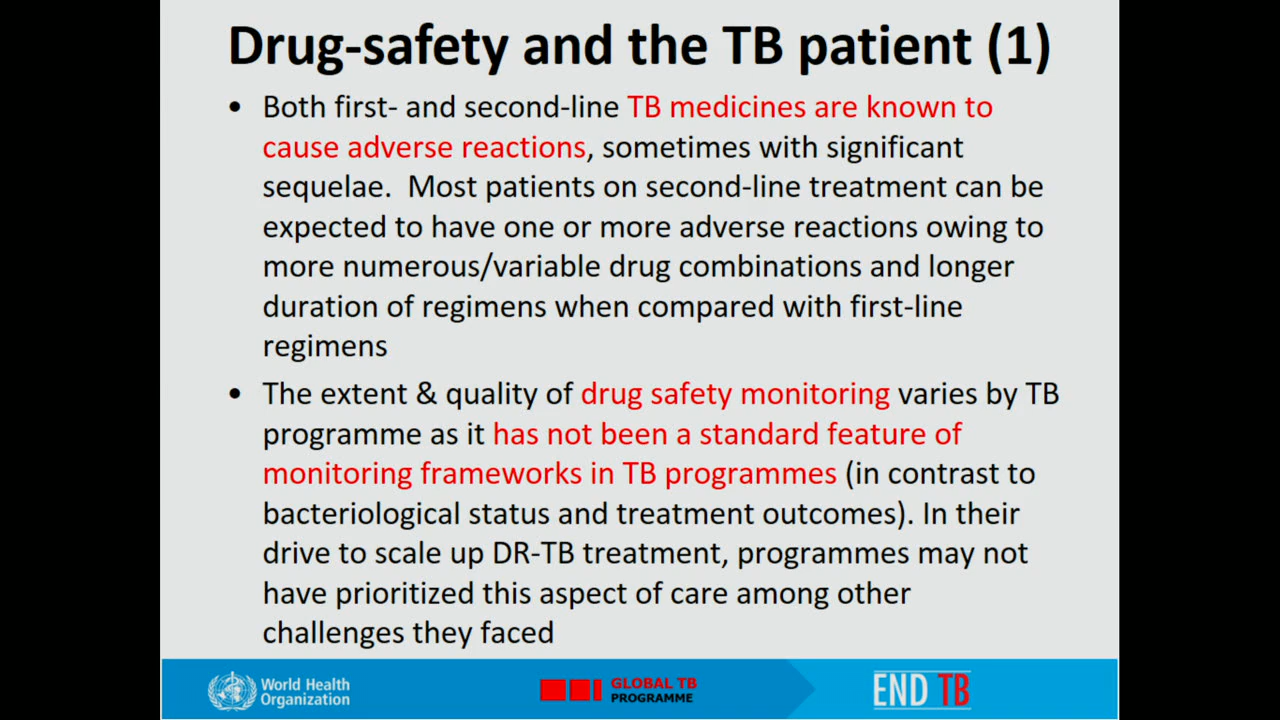 Drug-safety and the TB patient (1)
• Both first- and second-line TB medicines are known to
cause adverse reactions, sometimes with significant
sequelae.  Most patients on second-line treatment can be
expected to have one or more adverse reactions owing to
more numerous/variable drug combinations and longer
duration of regimens when compared with first-line
regimens
• The extent & quality of drug safety monitoring varies by TB
programme as it has not been a standard feature of
monitoring frameworks in TB programmes (in contrast to
bacteriological status and treatment outcomes). In their
drive to scale up DR-TB treatment, programmes may not
have prioritized this aspect of care among other
challenges they faced
World Health
Organization
GLOBAL TB
PROGRAMME
END TB